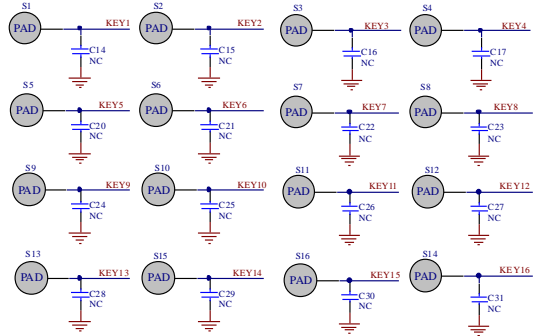 S1 S2 S3 S4
PAD KEY1 PAD KEY2 PAD KEY3 PAD KEY4
C14 C15 C16 C17
NC NC NC NC
S5 S6 S7 S8
PAD KEY5 PAD KEY6 PAD KEY7 PAD KEY8
C20 C21 C22 C23
NC NC NC NC
S9 S10 S11 S12
PAD KEY9 PAD KEY10 PAD KEY11 PAD KEY12
C24 C25 C26 C27
NC NC NC NC
S13 S15 S16 S14
PAD KEY13 PAD KEY14 PAD KEY15 PAD KEY16
C28 C29 C30 C31
NC NC NC NC